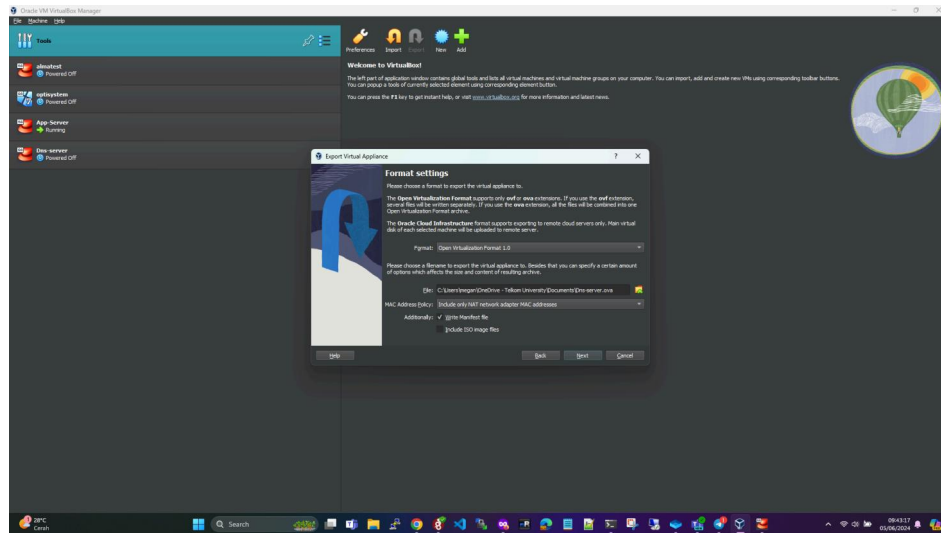 Oracle VM VirtualBox Manager
File Machine Help
Tools
Preferences Import Export New Add
almatest
Powered Off
optisystem
Powered Off
App-Server
Running
Dns-server
Powered Off
Welcome to VirtualBox!
The left part of application window contains global tools and lists all virtual machines and virtual machine groups on your computer. You can import, add and create new VMs using corresponding toolbar buttons.
You can popup a tools of currently selected element using corresponding element button.
You can press the F1 key to get instant help, or visit www.virtualbox.org for more information and latest news.
Export Virtual Appliance
Format settings
Please choose a format to export the virtual appliance to.
The Open Virtualization Format supports only ovf or ova extensions. If you use the ovf extension,
several files will be written separately. If you use the ova extension, all the files will be combined into one
Open Virtualization Format archive.
The Oracle Cloud Infrastructure format supports exporting to remote cloud servers only. Main virtual
disk of each selected machine will be uploaded to remote server.
Format: Open Virtualization Format 1.0
Please choose a filename to export the virtual appliance to. Besides that you can specify a certain amount
of options which affects the size and content of resulting archive.
File: C:\Users\megan\OneDrive - Telkom University\Documents\Dns-server.ova
MAC Address Policy: Include only NAT network adapter MAC addresses
Additionally: Write Manifest file
Include ISO image files
Help Back Next Cancel
28°C
Cerah
Search
09:43:17
05/06/2024